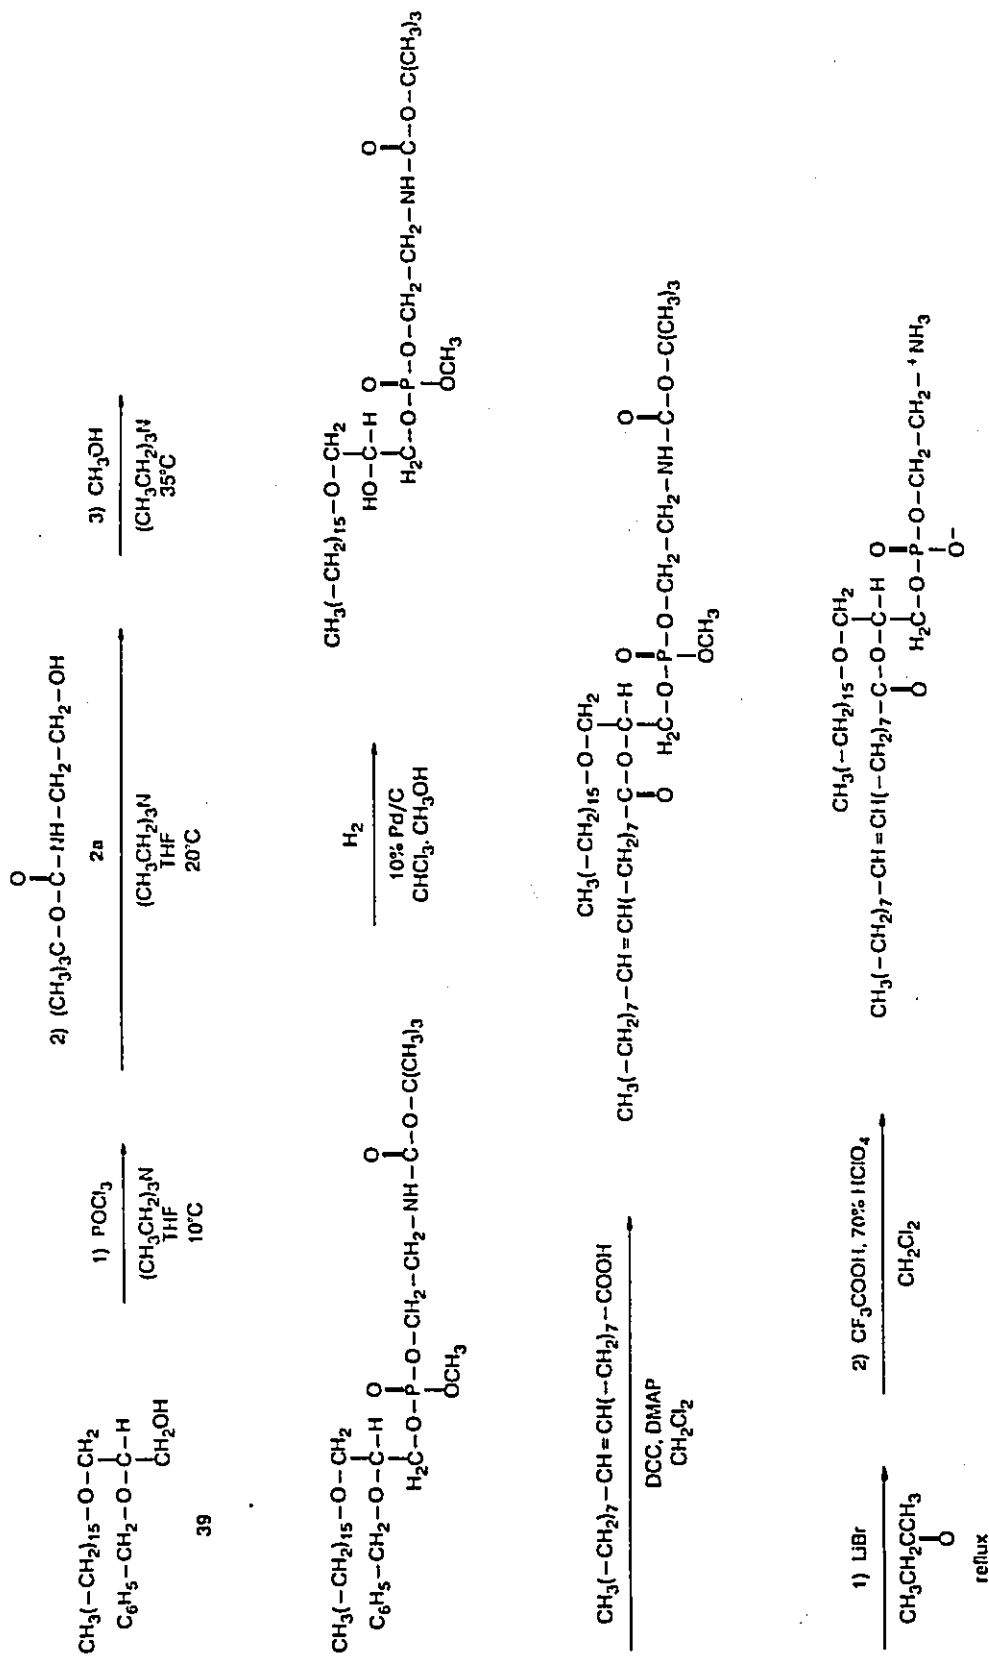 CH3(-CH2)15-O-CH2
C6H5-CH2-O-C-H
CH2OH
39
1) POCl3
(CH3CH2)3N
THF
10°C
O
2) (CH3)3C-O-C-NH-CH2-CH2-OH
2a
(CH3CH2)3N
THF
20°C
3) CH3OH
(CH3CH2)3N
35°C
CH3(-CH2)15-O-CH2
C6H5-CH2-O-C-H O O
H2C-O-P-O-CH2-CH2-NH-C-O-C(CH3)3
OCH3
H2
10% Pd/C
CHCl3. CH3OH
CH3(-CH2)15-O-CH2
HO-C-H O O
H2C-O-P-O-CH2-CH2-NH-C-O-C(CH3)3
OCH3
CH3(-CH2)7-CH=CH(-CH2)7-COOH
DCC, DMAP
CH2Cl2
CH3(-CH2)15-O-CH2
CH3(-CH2)7-CH=CH(-CH2)7-C-O-C-H O O
O H2C-O-P-O-CH2-CH2-NH-C-O-C(CH3)3
OCH3
1) LiBr
CH3CH2CCH3
O
reflux
2) CF3COOH, 70% HClO4
CH2Cl2
CH3(-CH2)15-O-CH2
CH3(-CH2)7-CH=CH(-CH2)7-C-O-C-H O
O H2C-O-P-O-CH2-CH2-+NH3
O-